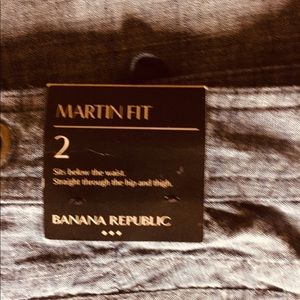 MARTIN FIT
2
Sits below the waist.
Straight through the hip and thigh.
BANANA REPUBLIC